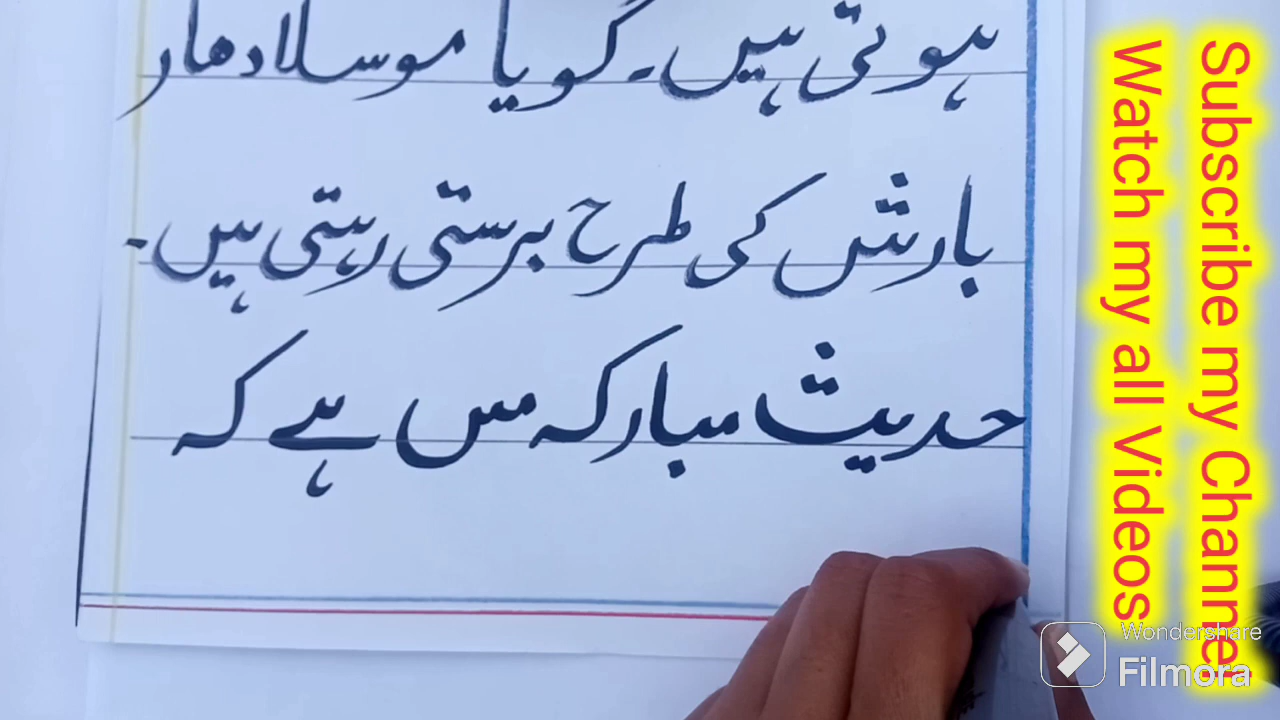 ہوتی ہیں۔ گویا موسلادھار
بارش کی طرح برستی رہتی ہیں۔
حدیث مبارکہ میں ہے کہ
Subscribe my Channel
Watch my all Videos
Wondershare
Filmora